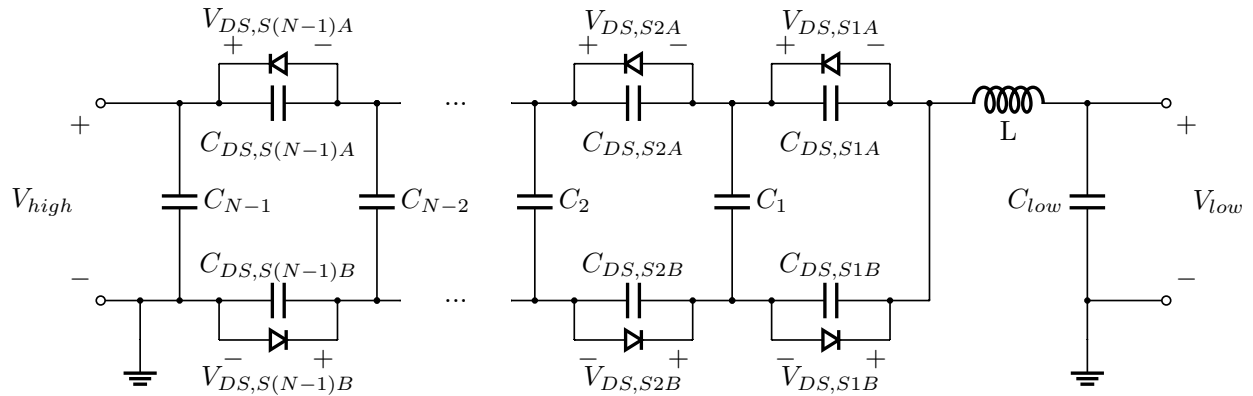 V_{DS,S(N−1)A} V_{DS,S2A} V_{DS,S1A}
+ − + − + −
+ ... L +
C_{DS,S(N−1)A} C_{DS,S2A} C_{DS,S1A}
V_{high} C_{N−1} C_{N−2} C_2 C_1 C_{low} V_{low}
C_{DS,S(N−1)B} C_{DS,S2B} C_{DS,S1B}
− ... −
− + − + − +
V_{DS,S(N−1)B} V_{DS,S2B} V_{DS,S1B}